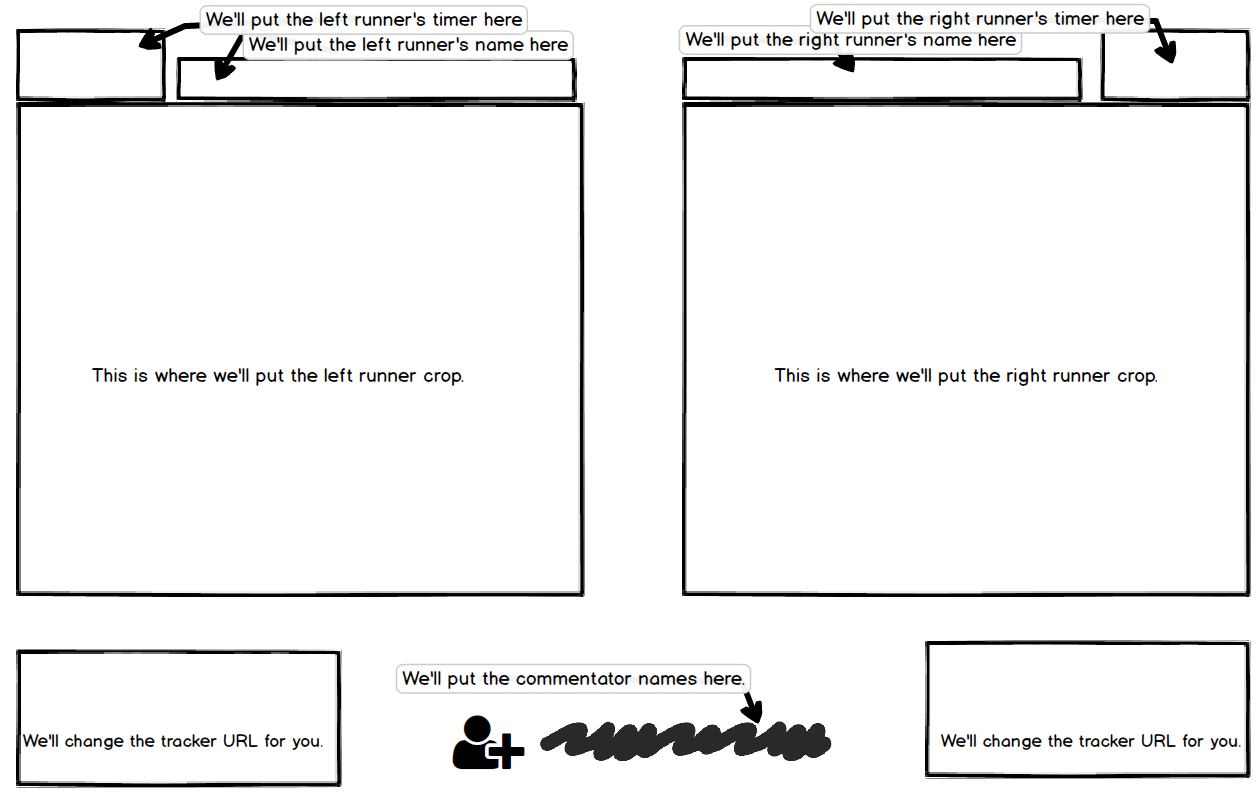 We'll put the left runner's timer here
We'll put the left runner's name here
We'll put the right runner's timer here
We'll put the right runner's name here
This is where we'll put the left runner crop.
This is where we'll put the right runner crop.
We'll put the commentator names here.
We'll change the tracker URL for you.
We'll change the tracker URL for you.